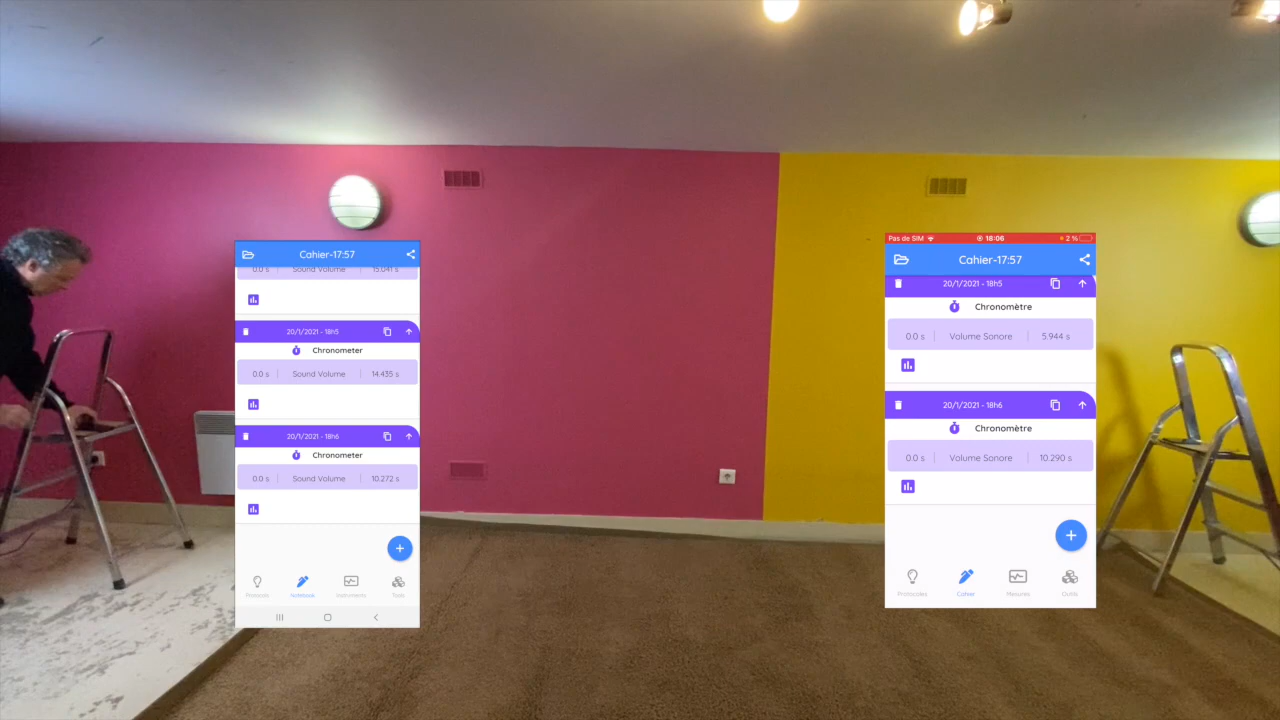 Cahier-17:57
0.0 s Sound Volume 15.041 s
20/1/2021 - 18h5
Chronometer
0.0 s Sound Volume 14.435 s
20/1/2021 - 18h6
Chronometer
0.0 s Sound Volume 10.272 s
Protocols Notebook Instruments Tools
Pas de SIM 18:06 2 %
Cahier-17:57
20/1/2021 - 18h5
Chronomètre
0.0 s Volume Sonore 5.944 s
20/1/2021 - 18h6
Chronomètre
0.0 s Volume Sonore 10.290 s
Protocoles Cahier Mesures Outils